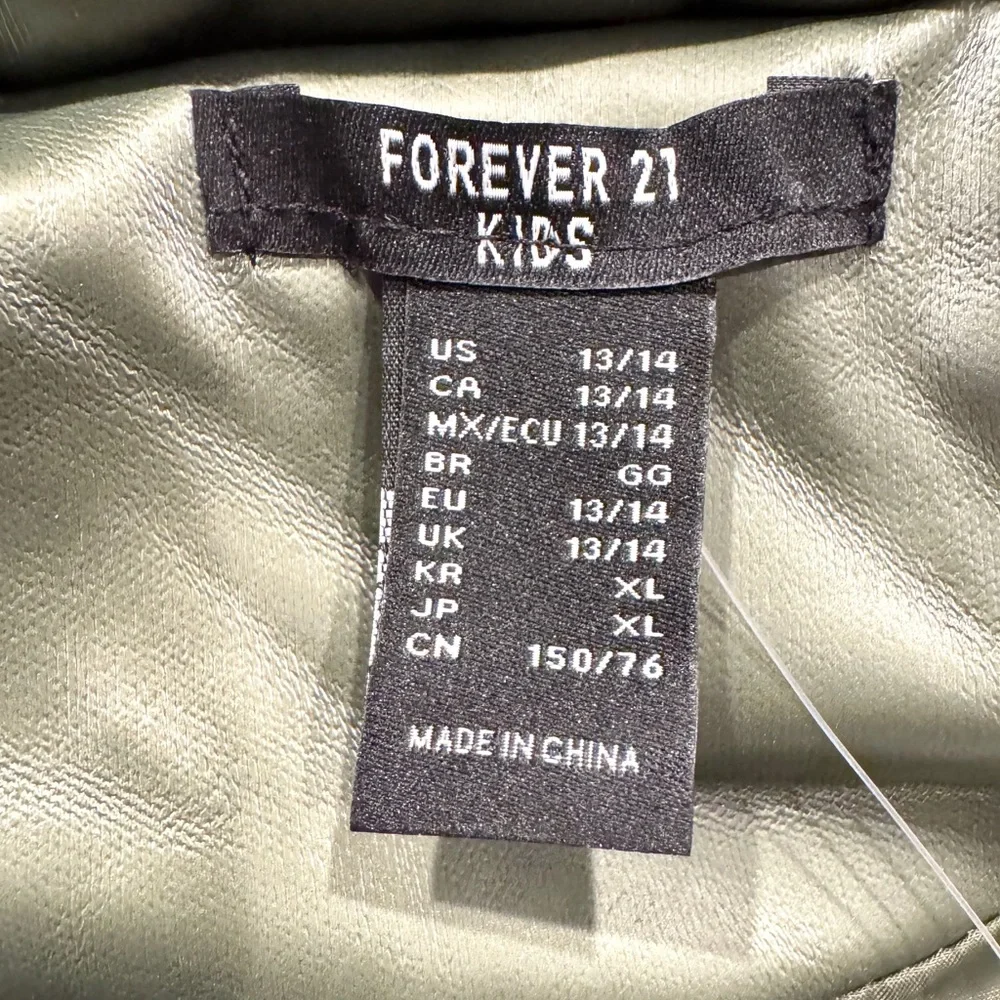 FOREVER 21
KIDS
US 13/14
CA 13/14
MX/ECU 13/14
BR GG
EU 13/14
UK 13/14
KR XL
JP XL
CN 150/76
MADE IN CHINA